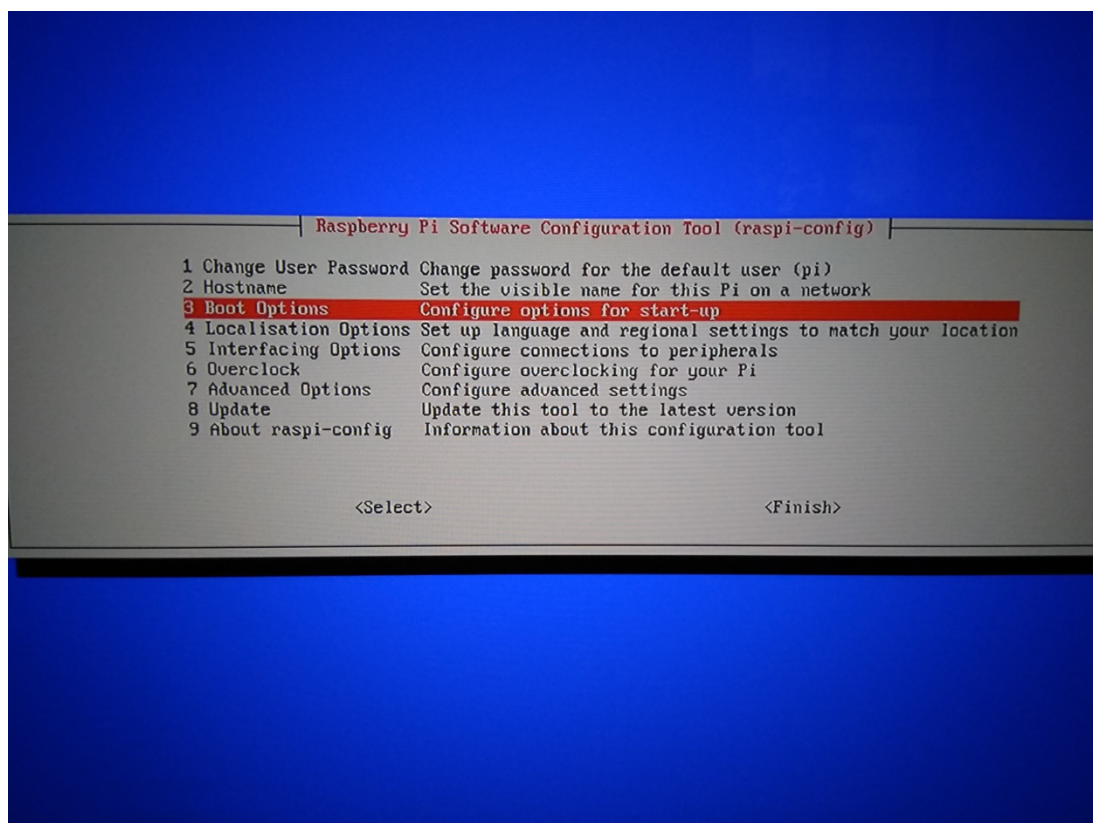 Raspberry Pi Software Configuration Tool (raspi-config)
1 Change User Password Change password for the default user (pi)
2 Hostname Set the visible name for this Pi on a network
3 Boot Options Configure options for start-up
4 Localisation Options Set up language and regional settings to match your location
5 Interfacing Options Configure connections to peripherals
6 Overclock Configure overclocking for your Pi
7 Advanced Options Configure advanced settings
8 Update Update this tool to the latest version
9 About raspi-config Information about this configuration tool
<Select> <Finish>